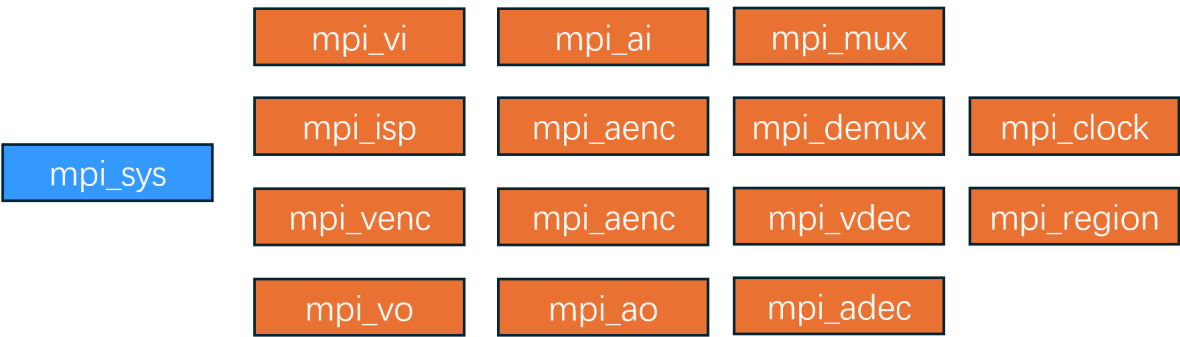 mpi_vi
mpi_ai
mpi_mux
mpi_isp
mpi_aenc
mpi_demux
mpi_clock
mpi_sys
mpi_venc
mpi_aenc
mpi_vdec
mpi_region
mpi_vo
mpi_ao
mpi_adec